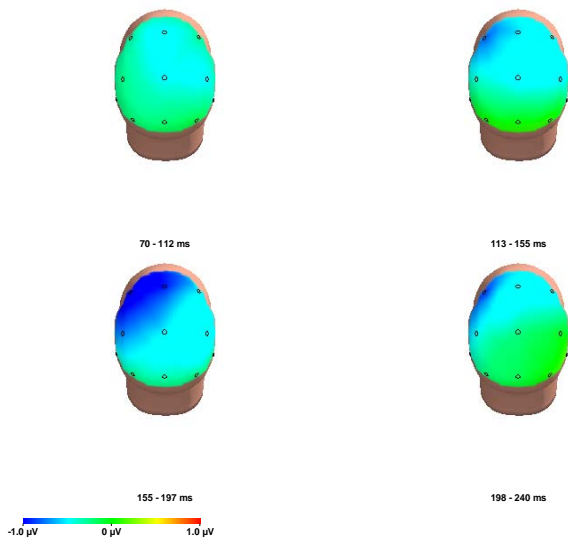 70 - 112 ms
113 - 155 ms
155 - 197 ms
198 - 240 ms
-1.0 µV 0 µV 1.0 µV